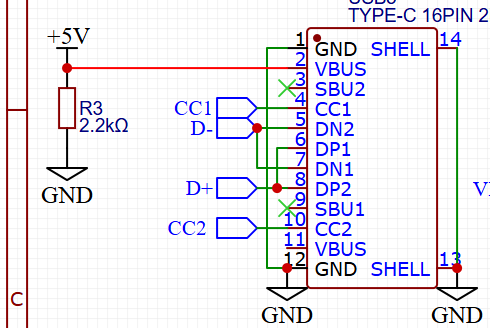 TYPE-C 16PIN 2
+5V
R3
2.2kΩ
GND
CC1
D-
D+
CC2
1 GND SHELL 14
2 VBUS
3 SBU2
4 CC1
5 DN2
6 DP1
7 DN1
8 DP2
9 SBU1
10 CC2
11 VBUS
12 GND SHELL 13
GND
GND
C